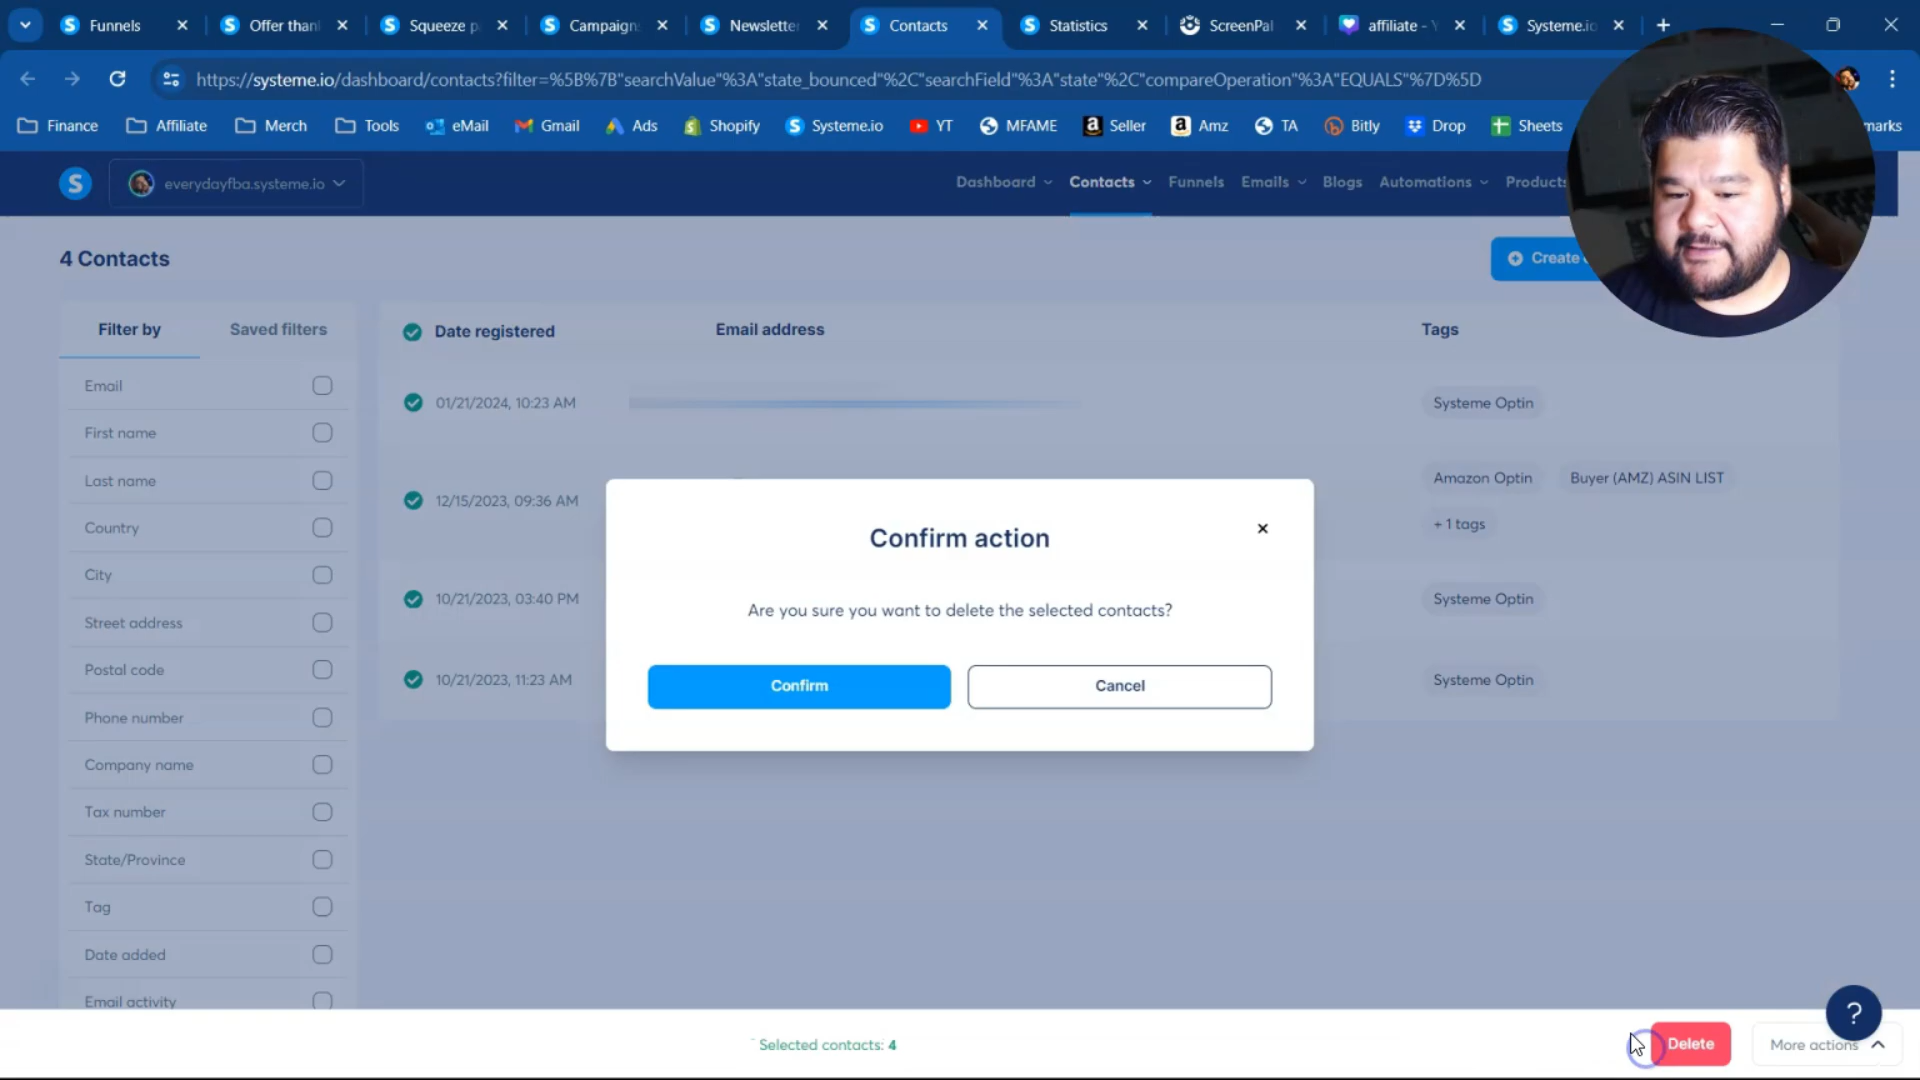 Funnels
Offer than
Squeeze p
Campaign
Newslette
Contacts
Statistics
ScreenPal
affiliate - Y
Systeme.io
https://systeme.io/dashboard/contacts?filter=%5B%7B"searchValue"%3A"state_bounced"%2C"searchField"%3A"state"%2C"compareOperation"%3A"EQUALS"%7D%5D
Finance Affiliate Merch Tools eMail Gmail Ads Shopify Systeme.io YT MFAME Seller Amz TA Bitly Drop Sheets marks
S everydayfba.systeme.io Dashboard Contacts Funnels Emails Blogs Automations Products
4 Contacts
Create
Filter by Saved filters
Date registered Email address Tags
Email
First name
Last name
Country
City
Street address
Postal code
Phone number
Company name
Tax number
State/Province
Tag
Date added
Email activity
01/21/2024, 10:23 AM Systeme Optin
12/15/2023, 09:36 AM Amazon Optin Buyer (AMZ) ASIN LIST
+ 1 tags
10/21/2023, 03:40 PM Systeme Optin
10/21/2023, 11:23 AM Systeme Optin
Confirm action
Are you sure you want to delete the selected contacts?
Confirm Cancel
Selected contacts: 4
Delete
More actions
?